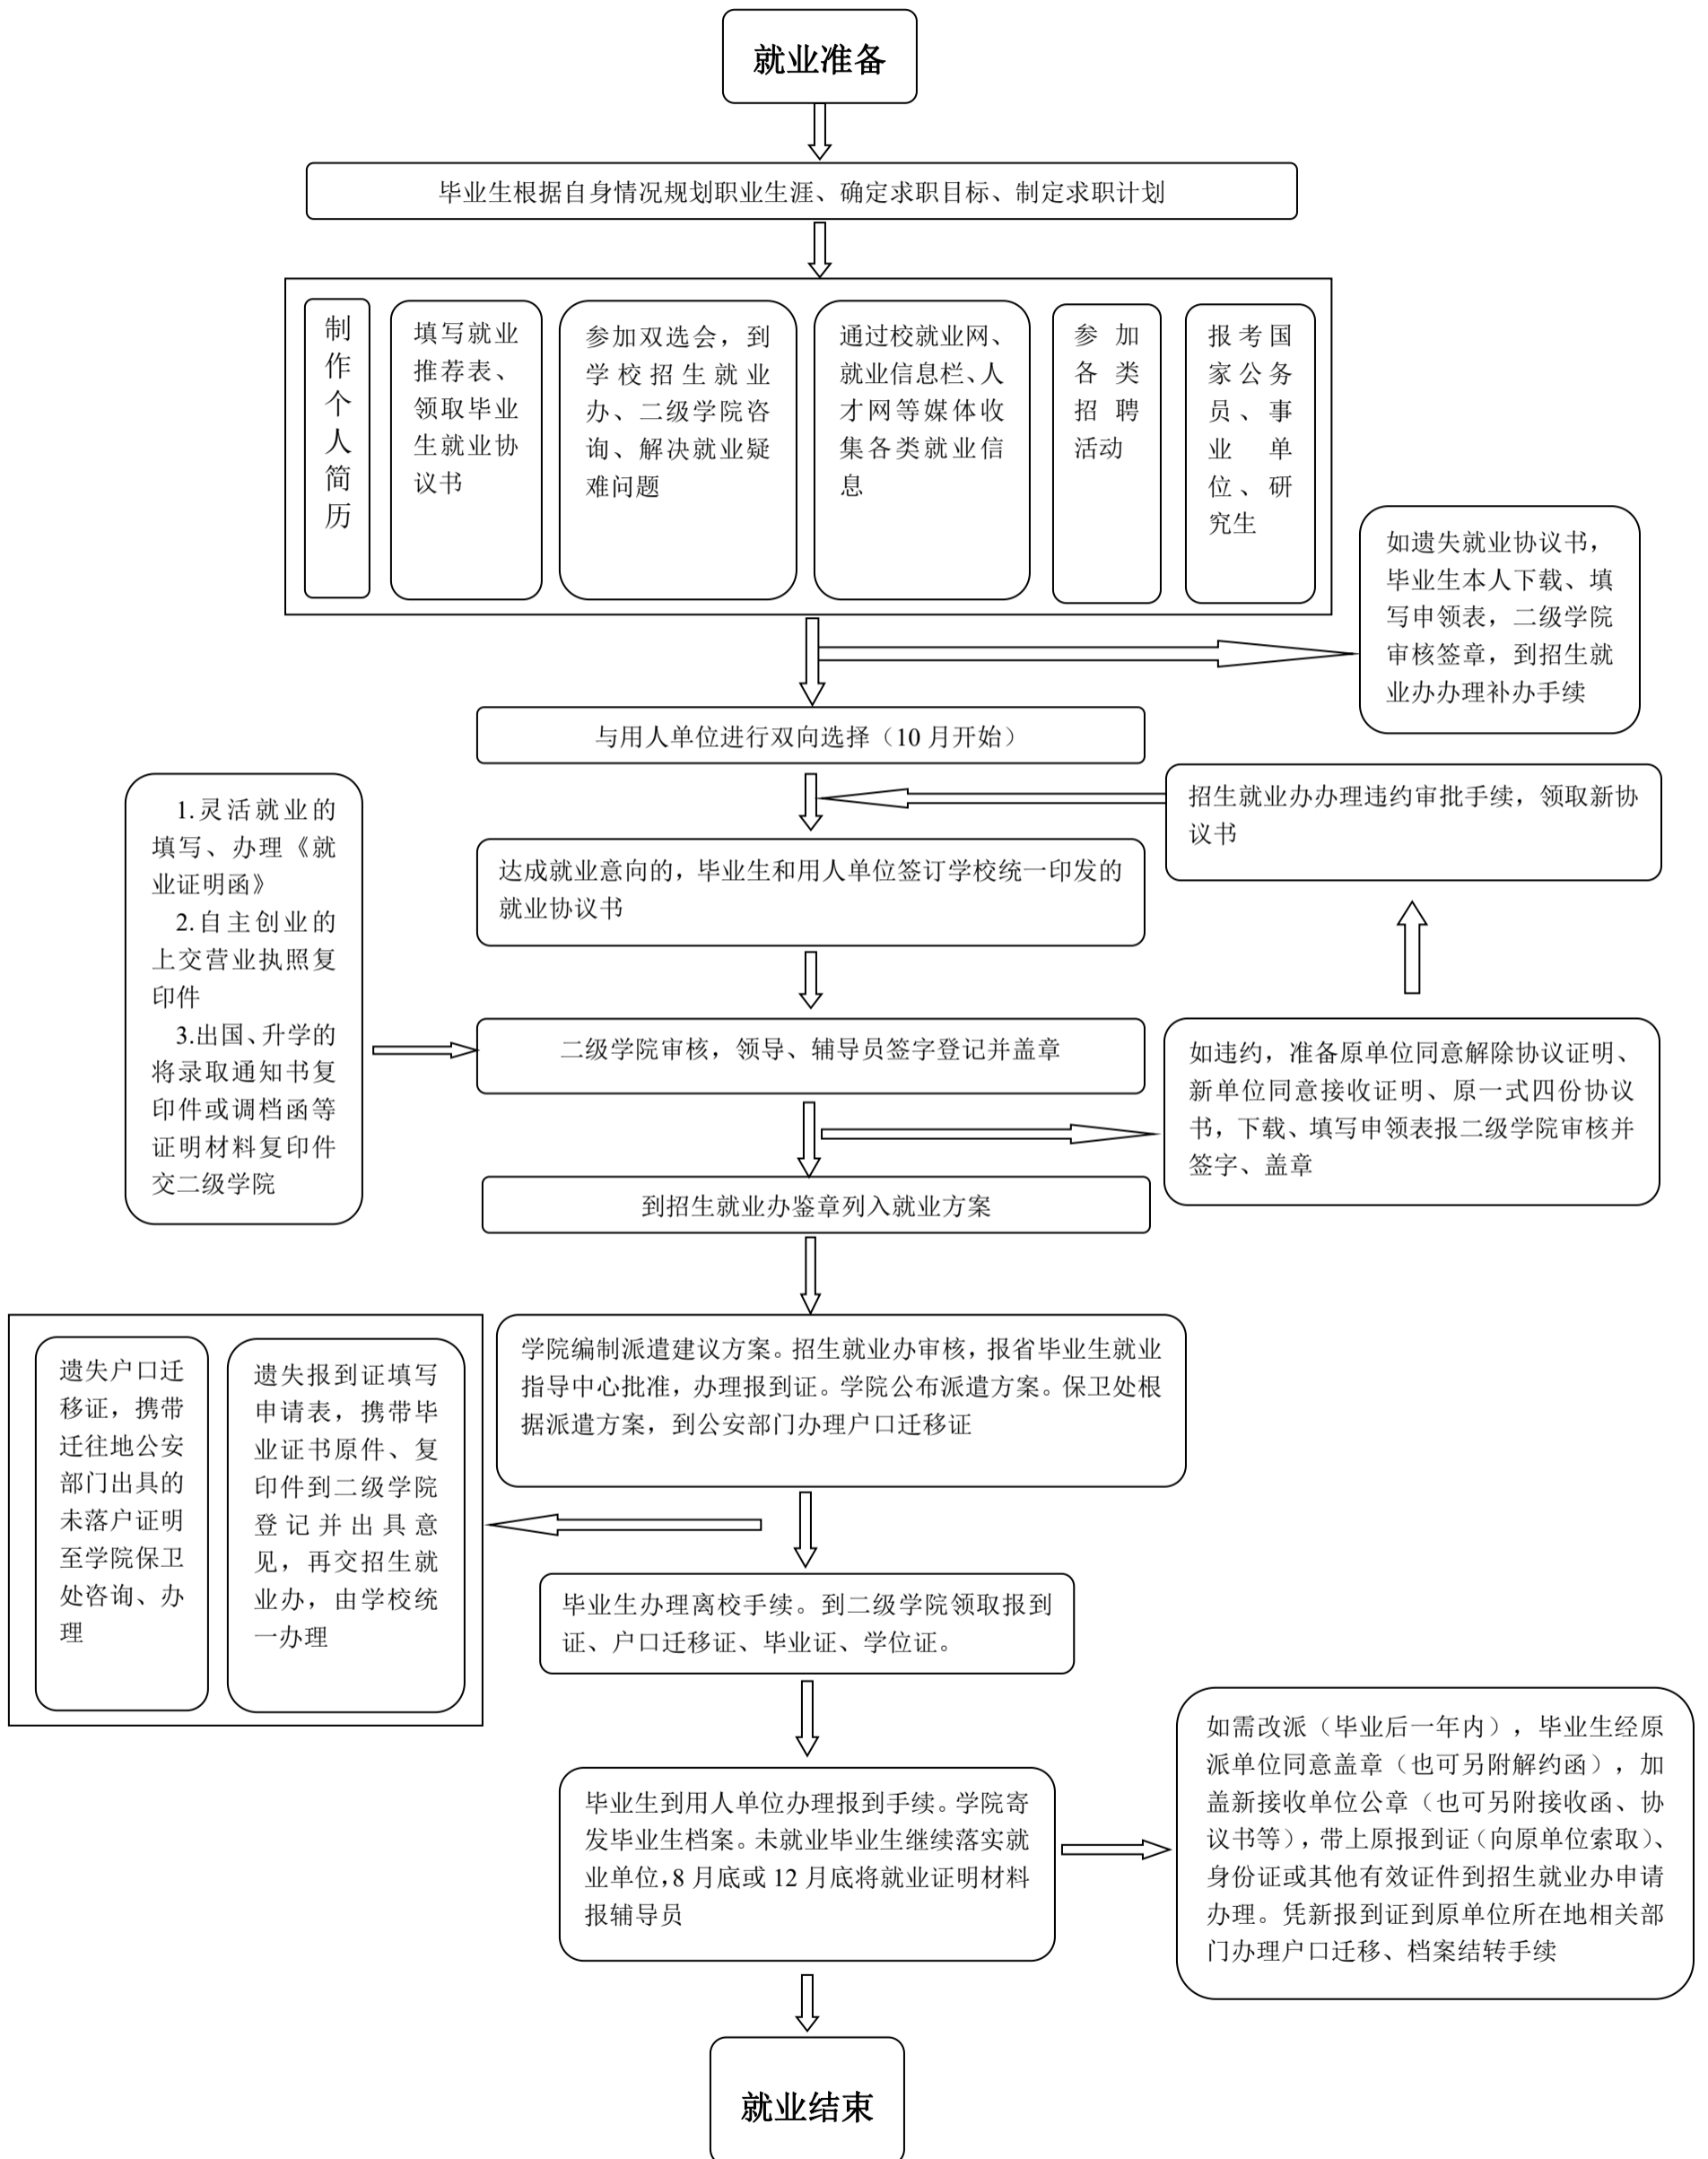 就业准备
毕业生根据自身情况规划职业生涯、确定求职目标、制定求职计划
制
作
个
人
简
历
填写就业
推荐表、
领取毕业
生就业协
议书
参加双选会，到
学校招生就业
办、二级学院咨
询、解决就业疑
难问题
通过校就业网、
就业信息栏、人
才网等媒体收
集各类就业信
息
参加
各类
招聘
活动
报考国
家公务
员、事
业单
位、研
究生
如遗失就业协议书，
毕业生本人下载、填
写申领表，二级学院
审核签章，到招生就
业办办理补办手续
与用人单位进行双向选择（10 月开始）
招生就业办办理违约审批手续，领取新协
议书
达成就业意向的，毕业生和用人单位签订学校统一印发的
就业协议书
1.灵活就业的
填写、办理《就
业证明函》
2.自主创业的
上交营业执照复
印件
3.出国、升学的
将录取通知书复
印件或调档函等
证明材料复印件
交二级学院
二级学院审核，领导、辅导员签字登记并盖章
如违约，准备原单位同意解除协议证明、
新单位同意接收证明、原一式四份协议
书，下载、填写申领表报二级学院审核并
签字、盖章
到招生就业办鉴章列入就业方案
学院编制派遣建议方案。招生就业办审核，报省毕业生就业
指导中心批准，办理报到证。学院公布派遣方案。保卫处根
据派遣方案，到公安部门办理户口迁移证
遗失户口迁
移证，携带
迁往地公安
部门出具的
未落户证明
至学院保卫
处咨询、办
理
遗失报到证填写
申请表，携带毕
业证书原件、复
印件到二级学院
登记并出具意
见，再交招生就
业办，由学校统
一办理
毕业生办理离校手续。到二级学院领取报到
证、户口迁移证、毕业证、学位证。
毕业生到用人单位办理报到手续。学院寄
发毕业生档案。未就业毕业生继续落实就
业单位，8 月底或 12 月底将就业证明材料
报辅导员
如需改派（毕业后一年内），毕业生经原
派单位同意盖章（也可另附解约函），加
盖新接收单位公章（也可另附接收函、协
议书等），带上原报到证（向原单位索取）、
身份证或其他有效证件到招生就业办申请
办理。凭新报到证到原单位所在地相关部
门办理户口迁移、档案结转手续
就业结束